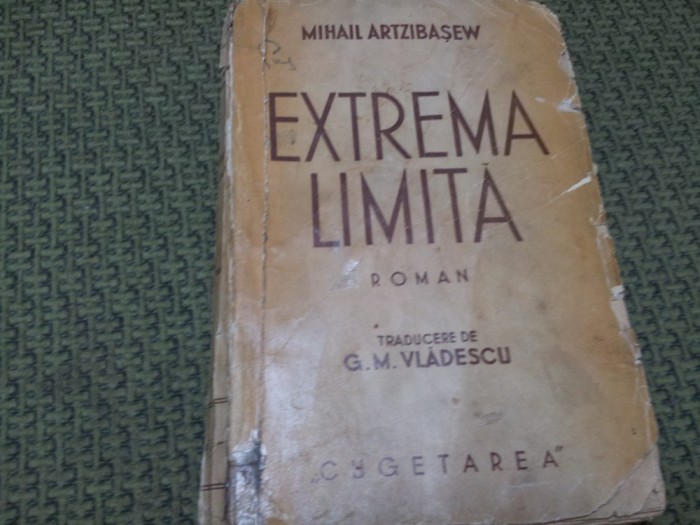 MIHAIL ARTZIBAŞEW
EXTREMA
LIMITĂ
ROMAN
TRADUCERE DE
G.M. VLĂDESCU
„CUGETAREA”